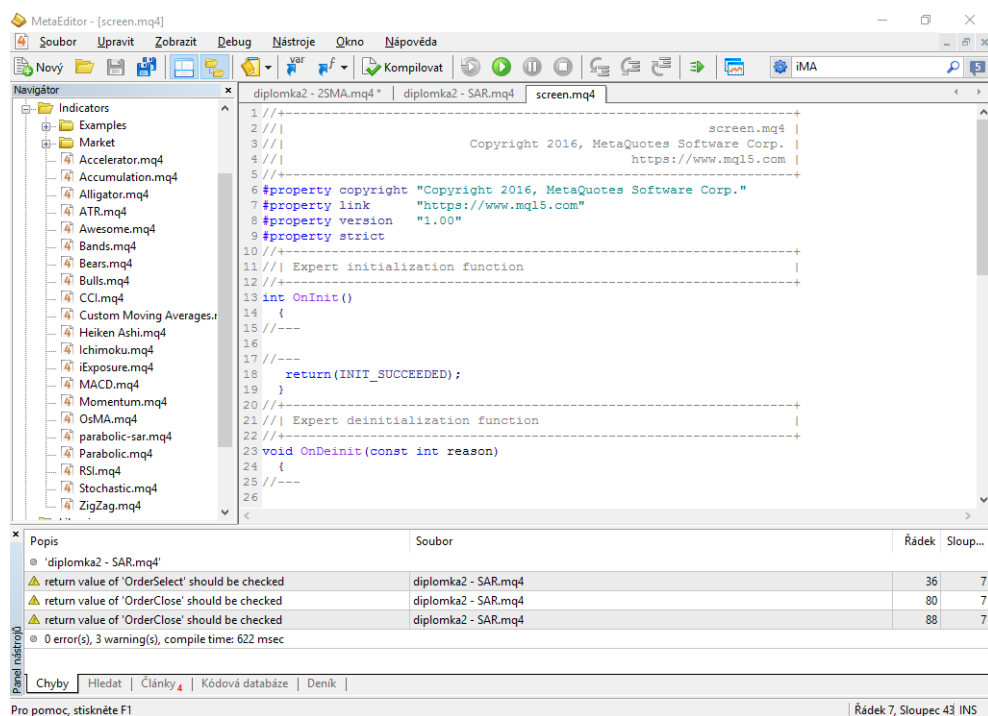 MetaEditor - [screen.mq4]
Soubor Upravit Zobrazit Debug Nástroje Okno Nápověda
Nový var f Kompilovat iMA 5
Navigátor
Indicators
Examples
Market
Accelerator.mq4
Accumulation.mq4
Alligator.mq4
ATR.mq4
Awesome.mq4
Bands.mq4
Bears.mq4
Bulls.mq4
CCI.mq4
Custom Moving Averages.
Heiken Ashi.mq4
Ichimoku.mq4
iExposure.mq4
MACD.mq4
Momentum.mq4
OsMA.mq4
parabolic-sar.mq4
Parabolic.mq4
RSI.mq4
Stochastic.mq4
ZigZag.mq4
diplomka2 - 2SMA.mq4 * diplomka2 - SAR.mq4 screen.mq4
1 //+------------------------------------------------------------------+
2 //| screen.mq4 |
3 //| Copyright 2016, MetaQuotes Software Corp. |
4 //| https://www.mql5.com |
5 //+------------------------------------------------------------------+
6 #property copyright "Copyright 2016, MetaQuotes Software Corp."
7 #property link "https://www.mql5.com"
8 #property version "1.00"
9 #property strict
10 //+------------------------------------------------------------------+
11 //| Expert initialization function |
12 //+------------------------------------------------------------------+
13 int OnInit()
14 {
15 //---
16
17 //---
18 return(INIT_SUCCEEDED);
19 }
20 //+------------------------------------------------------------------+
21 //| Expert deinitialization function |
22 //+------------------------------------------------------------------+
23 void OnDeinit(const int reason)
24 {
25 //---
26
Panel nástrojů
Popis Soubor Řádek Sloup...
'diplomka2 - SAR.mq4'
return value of 'OrderSelect' should be checked diplomka2 - SAR.mq4 36 7
return value of 'OrderClose' should be checked diplomka2 - SAR.mq4 80 7
return value of 'OrderClose' should be checked diplomka2 - SAR.mq4 88 7
0 error(s), 3 warning(s), compile time: 622 msec
Chyby | Hledat | Články 4 | Kódová databáze | Deník |
Pro pomoc, stiskněte F1 Řádek 7, Sloupec 43 INS